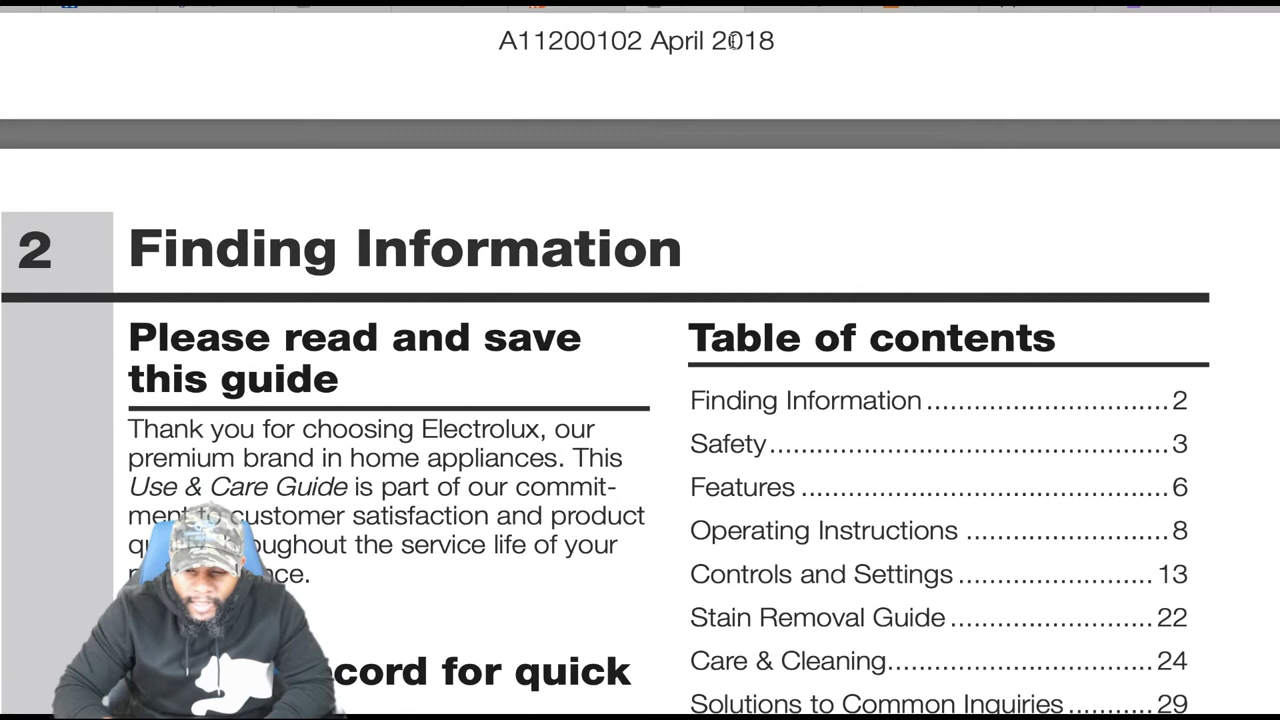 A11200102 April 2018
2
Finding Information
Please read and save
this guide
Thank you for choosing Electrolux, our
premium brand in home appliances. This
Use & Care Guide is part of our commit-
ment to customer satisfaction and product
throughout the service life of your
Table of contents
Finding Information .............................. 2
Safety .................................................. 3
Features .............................................. 6
Operating Instructions ......................... 8
Controls and Settings ......................... 13
Stain Removal Guide .......................... 22
Care & Cleaning.................................. 24
Solutions to Common Inquiries ........... 29
for quick